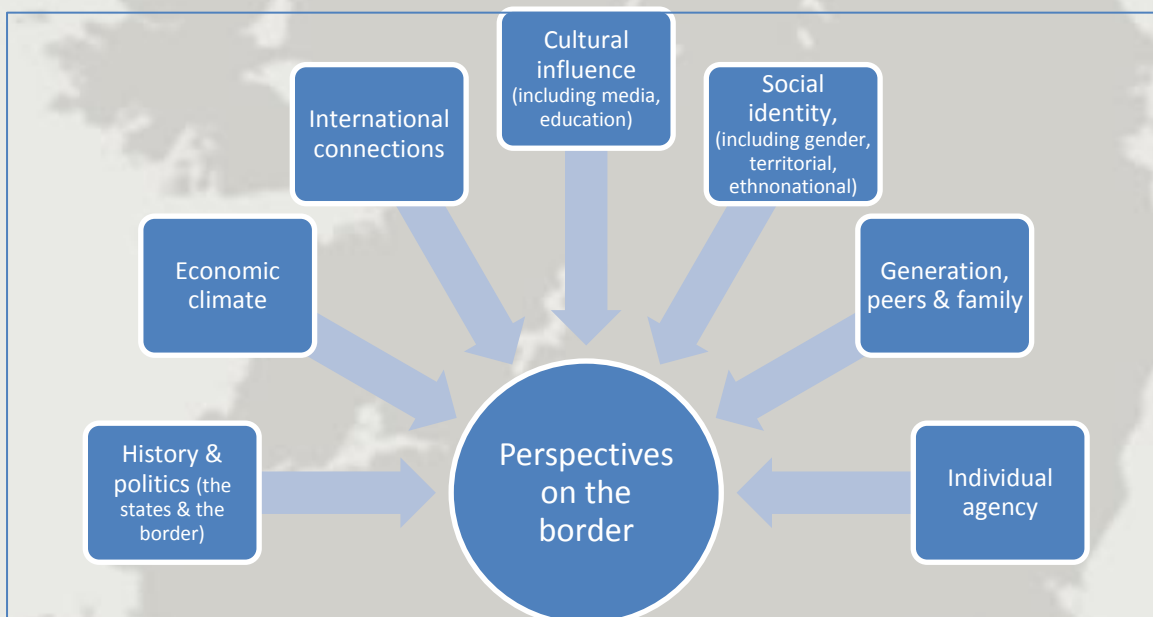 Cultural
influence
(including media,
education)
International
connections
Social
identity,
(including gender,
territorial,
ethnonational)
Economic
climate
Generation,
peers & family
History &
politics (the
states & the
border)
Perspectives
on the
border
Individual
agency